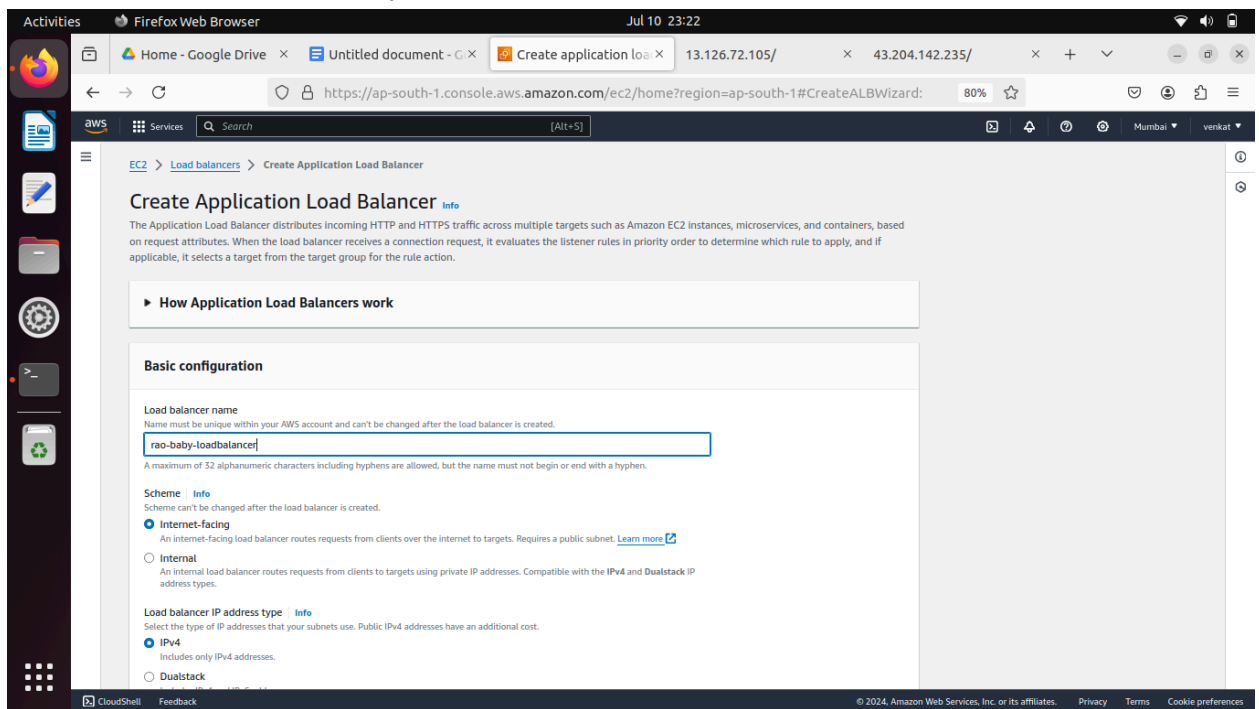 Activities Firefox Web Browser Jul 10 23:22
Home - Google Drive × Untitled document - G × Create application loa × 13.126.72.105/ × 43.204.142.235/ × +
https://ap-south-1.console.aws.amazon.com/ec2/home?region=ap-south-1#CreateALBWizard: 80%
aws Services Search [Alt+S] Mumbai ▼ venkat ▼
EC2 > Load balancers > Create Application Load Balancer
Create Application Load Balancer Info
The Application Load Balancer distributes incoming HTTP and HTTPS traffic across multiple targets such as Amazon EC2 instances, microservices, and containers, based
on request attributes. When the load balancer receives a connection request, it evaluates the listener rules in priority order to determine which rule to apply, and if
applicable, it selects a target from the target group for the rule action.
▶ How Application Load Balancers work
Basic configuration
Load balancer name
Name must be unique within your AWS account and can't be changed after the load balancer is created.
rao-baby-loadbalancer
A maximum of 32 alphanumeric characters including hyphens are allowed, but the name must not begin or end with a hyphen.
Scheme Info
Scheme can't be changed after the load balancer is created.
Internet-facing
An internet-facing load balancer routes requests from clients over the internet to targets. Requires a public subnet. Learn more
Internal
An internal load balancer routes requests from clients to targets using private IP addresses. Compatible with the IPv4 and Dualstack IP
address types.
Load balancer IP address type Info
Select the type of IP addresses that your subnets use. Public IPv4 addresses have an additional cost.
IPv4
Includes only IPv4 addresses.
Dualstack
CloudShell Feedback © 2024, Amazon Web Services, Inc. or its affiliates. Privacy Terms Cookie preferences